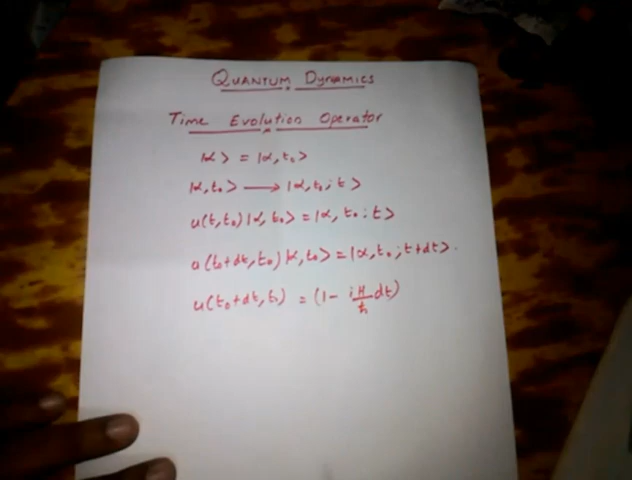 QUANTUM DYNAMICS
Time Evolution Operator
|α> = |α, t₀>
|α, t₀> ⟶ |α, t₀; t>
u(t, t₀) |α, t₀> = |α, t₀; t>
u(t₀+dt, t₀) |α, t₀> = |α, t₀; t+dt>.
u(t₀+dt, t₀) = (1 - iH/ħ dt)